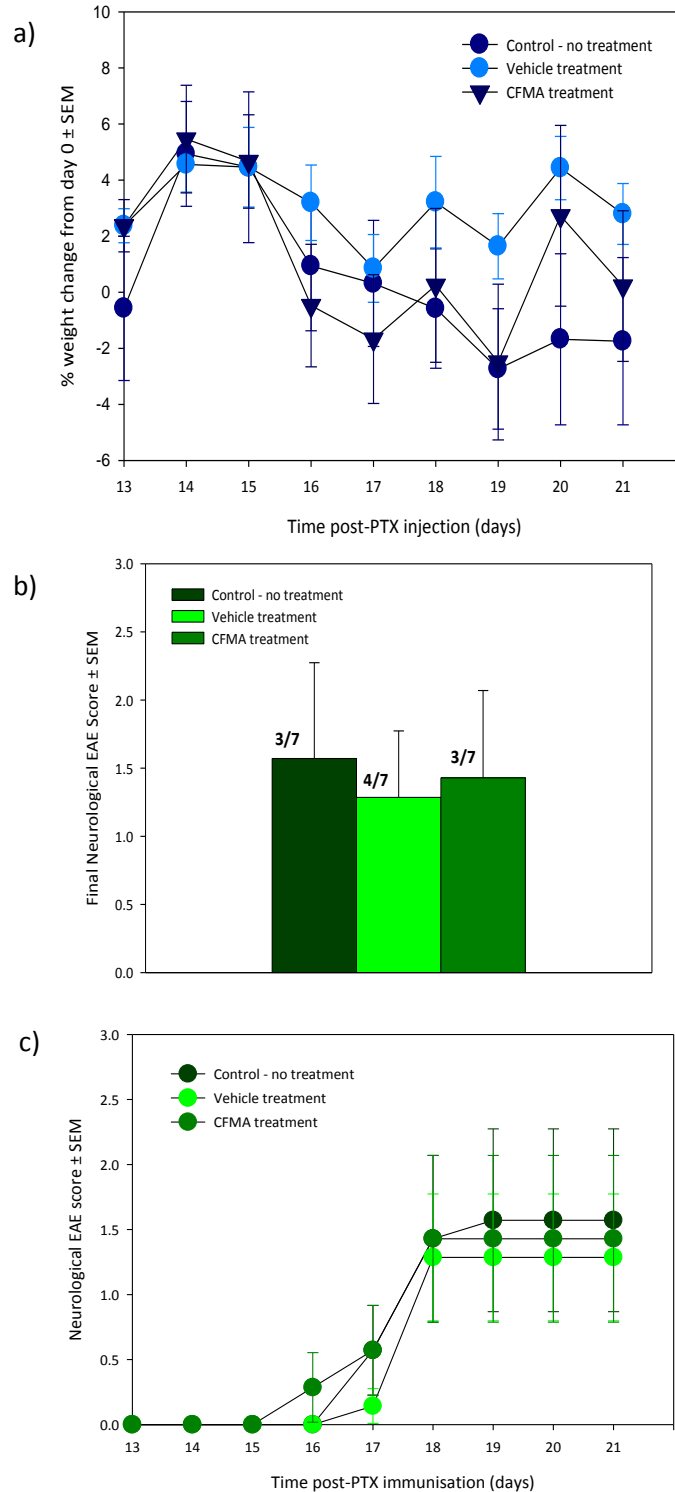 a)
Control - no treatment
Vehicle treatment
CFMA treatment
% weight change from day 0 ± SEM
10
8
6
4
2
0
-2
-4
-6
13 14 15 16 17 18 19 20 21
Time post-PTX injection (days)
b)
Control - no treatment
Vehicle treatment
CFMA treatment
Final Neurological EAE Score ± SEM
3.0
2.5
2.0
1.5
1.0
0.5
0.0
3/7 4/7 3/7
c)
Control - no treatment
Vehicle treatment
CFMA treatment
Neurological EAE score ± SEM
3.0
2.5
2.0
1.5
1.0
0.5
0.0
13 14 15 16 17 18 19 20 21
Time post-PTX immunisation (days)